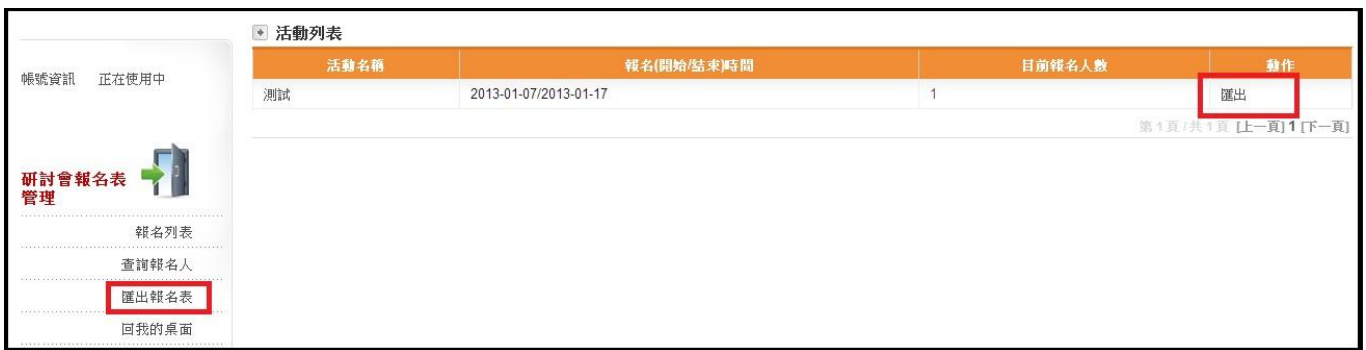 活動列表
帳號資訊 正在使用中
活動名稱 報名(開始/結束)時間 目前報名人數 動作
測試 2013-01-07/2013-01-17 1 匯出
第 1 頁 / 共 1 頁 [上一頁] 1 [下一頁]
研討會報名表
管理
報名列表
查詢報名人
匯出報名表
回我的桌面